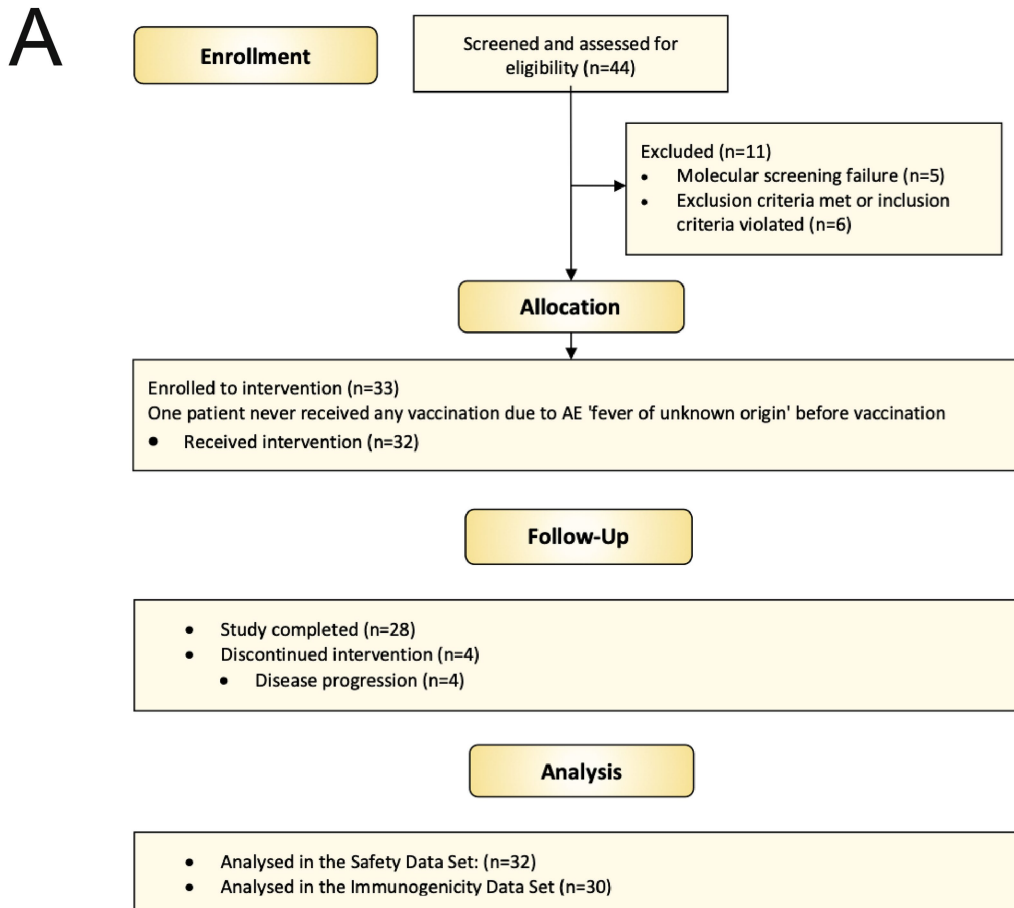 A
Enrollment
Screened and assessed for
eligibility (n=44)
Excluded (n=11)
• Molecular screening failure (n=5)
• Exclusion criteria met or inclusion
criteria violated (n=6)
Allocation
Enrolled to intervention (n=33)
One patient never received any vaccination due to AE 'fever of unknown origin' before vaccination
• Received intervention (n=32)
Follow-Up
• Study completed (n=28)
• Discontinued intervention (n=4)
• Disease progression (n=4)
Analysis
• Analysed in the Safety Data Set: (n=32)
• Analysed in the Immunogenicity Data Set (n=30)